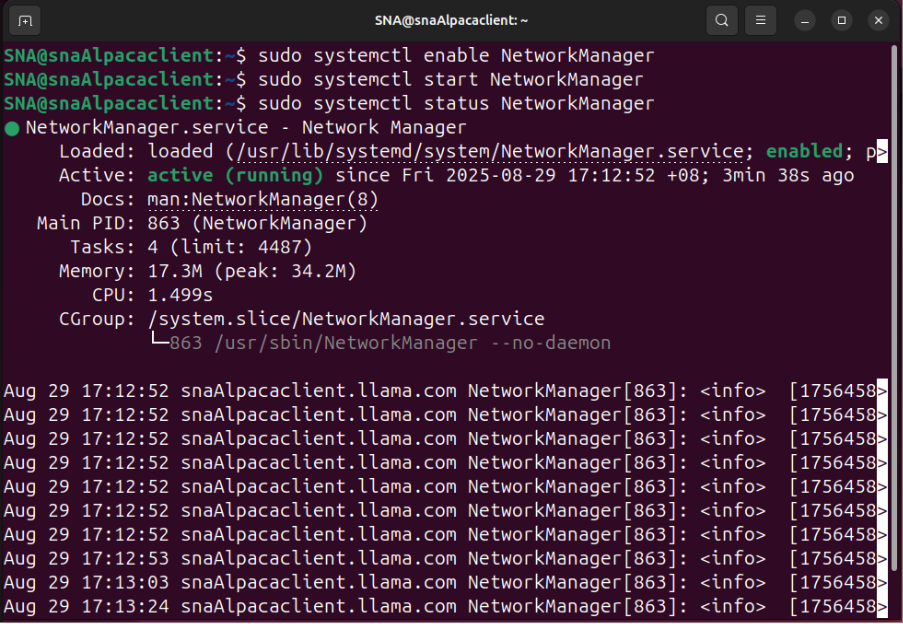 SNA@snaAlpacaclient: ~
SNA@snaAlpacaclient:~$ sudo systemctl enable NetworkManager
SNA@snaAlpacaclient:~$ sudo systemctl start NetworkManager
SNA@snaAlpacaclient:~$ sudo systemctl status NetworkManager
● NetworkManager.service - Network Manager
     Loaded: loaded (/usr/lib/systemd/system/NetworkManager.service; enabled; p>
     Active: active (running) since Fri 2025-08-29 17:12:52 +08; 3min 38s ago
       Docs: man:NetworkManager(8)
   Main PID: 863 (NetworkManager)
      Tasks: 4 (limit: 4487)
     Memory: 17.3M (peak: 34.2M)
        CPU: 1.499s
     CGroup: /system.slice/NetworkManager.service
             └─863 /usr/sbin/NetworkManager --no-daemon

Aug 29 17:12:52 snaAlpacaclient.llama.com NetworkManager[863]: <info>  [1756458>
Aug 29 17:12:52 snaAlpacaclient.llama.com NetworkManager[863]: <info>  [1756458>
Aug 29 17:12:52 snaAlpacaclient.llama.com NetworkManager[863]: <info>  [1756458>
Aug 29 17:12:52 snaAlpacaclient.llama.com NetworkManager[863]: <info>  [1756458>
Aug 29 17:12:52 snaAlpacaclient.llama.com NetworkManager[863]: <info>  [1756458>
Aug 29 17:12:52 snaAlpacaclient.llama.com NetworkManager[863]: <info>  [1756458>
Aug 29 17:12:52 snaAlpacaclient.llama.com NetworkManager[863]: <info>  [1756458>
Aug 29 17:12:53 snaAlpacaclient.llama.com NetworkManager[863]: <info>  [1756458>
Aug 29 17:13:03 snaAlpacaclient.llama.com NetworkManager[863]: <info>  [1756458>
Aug 29 17:13:24 snaAlpacaclient.llama.com NetworkManager[863]: <info>  [1756458>